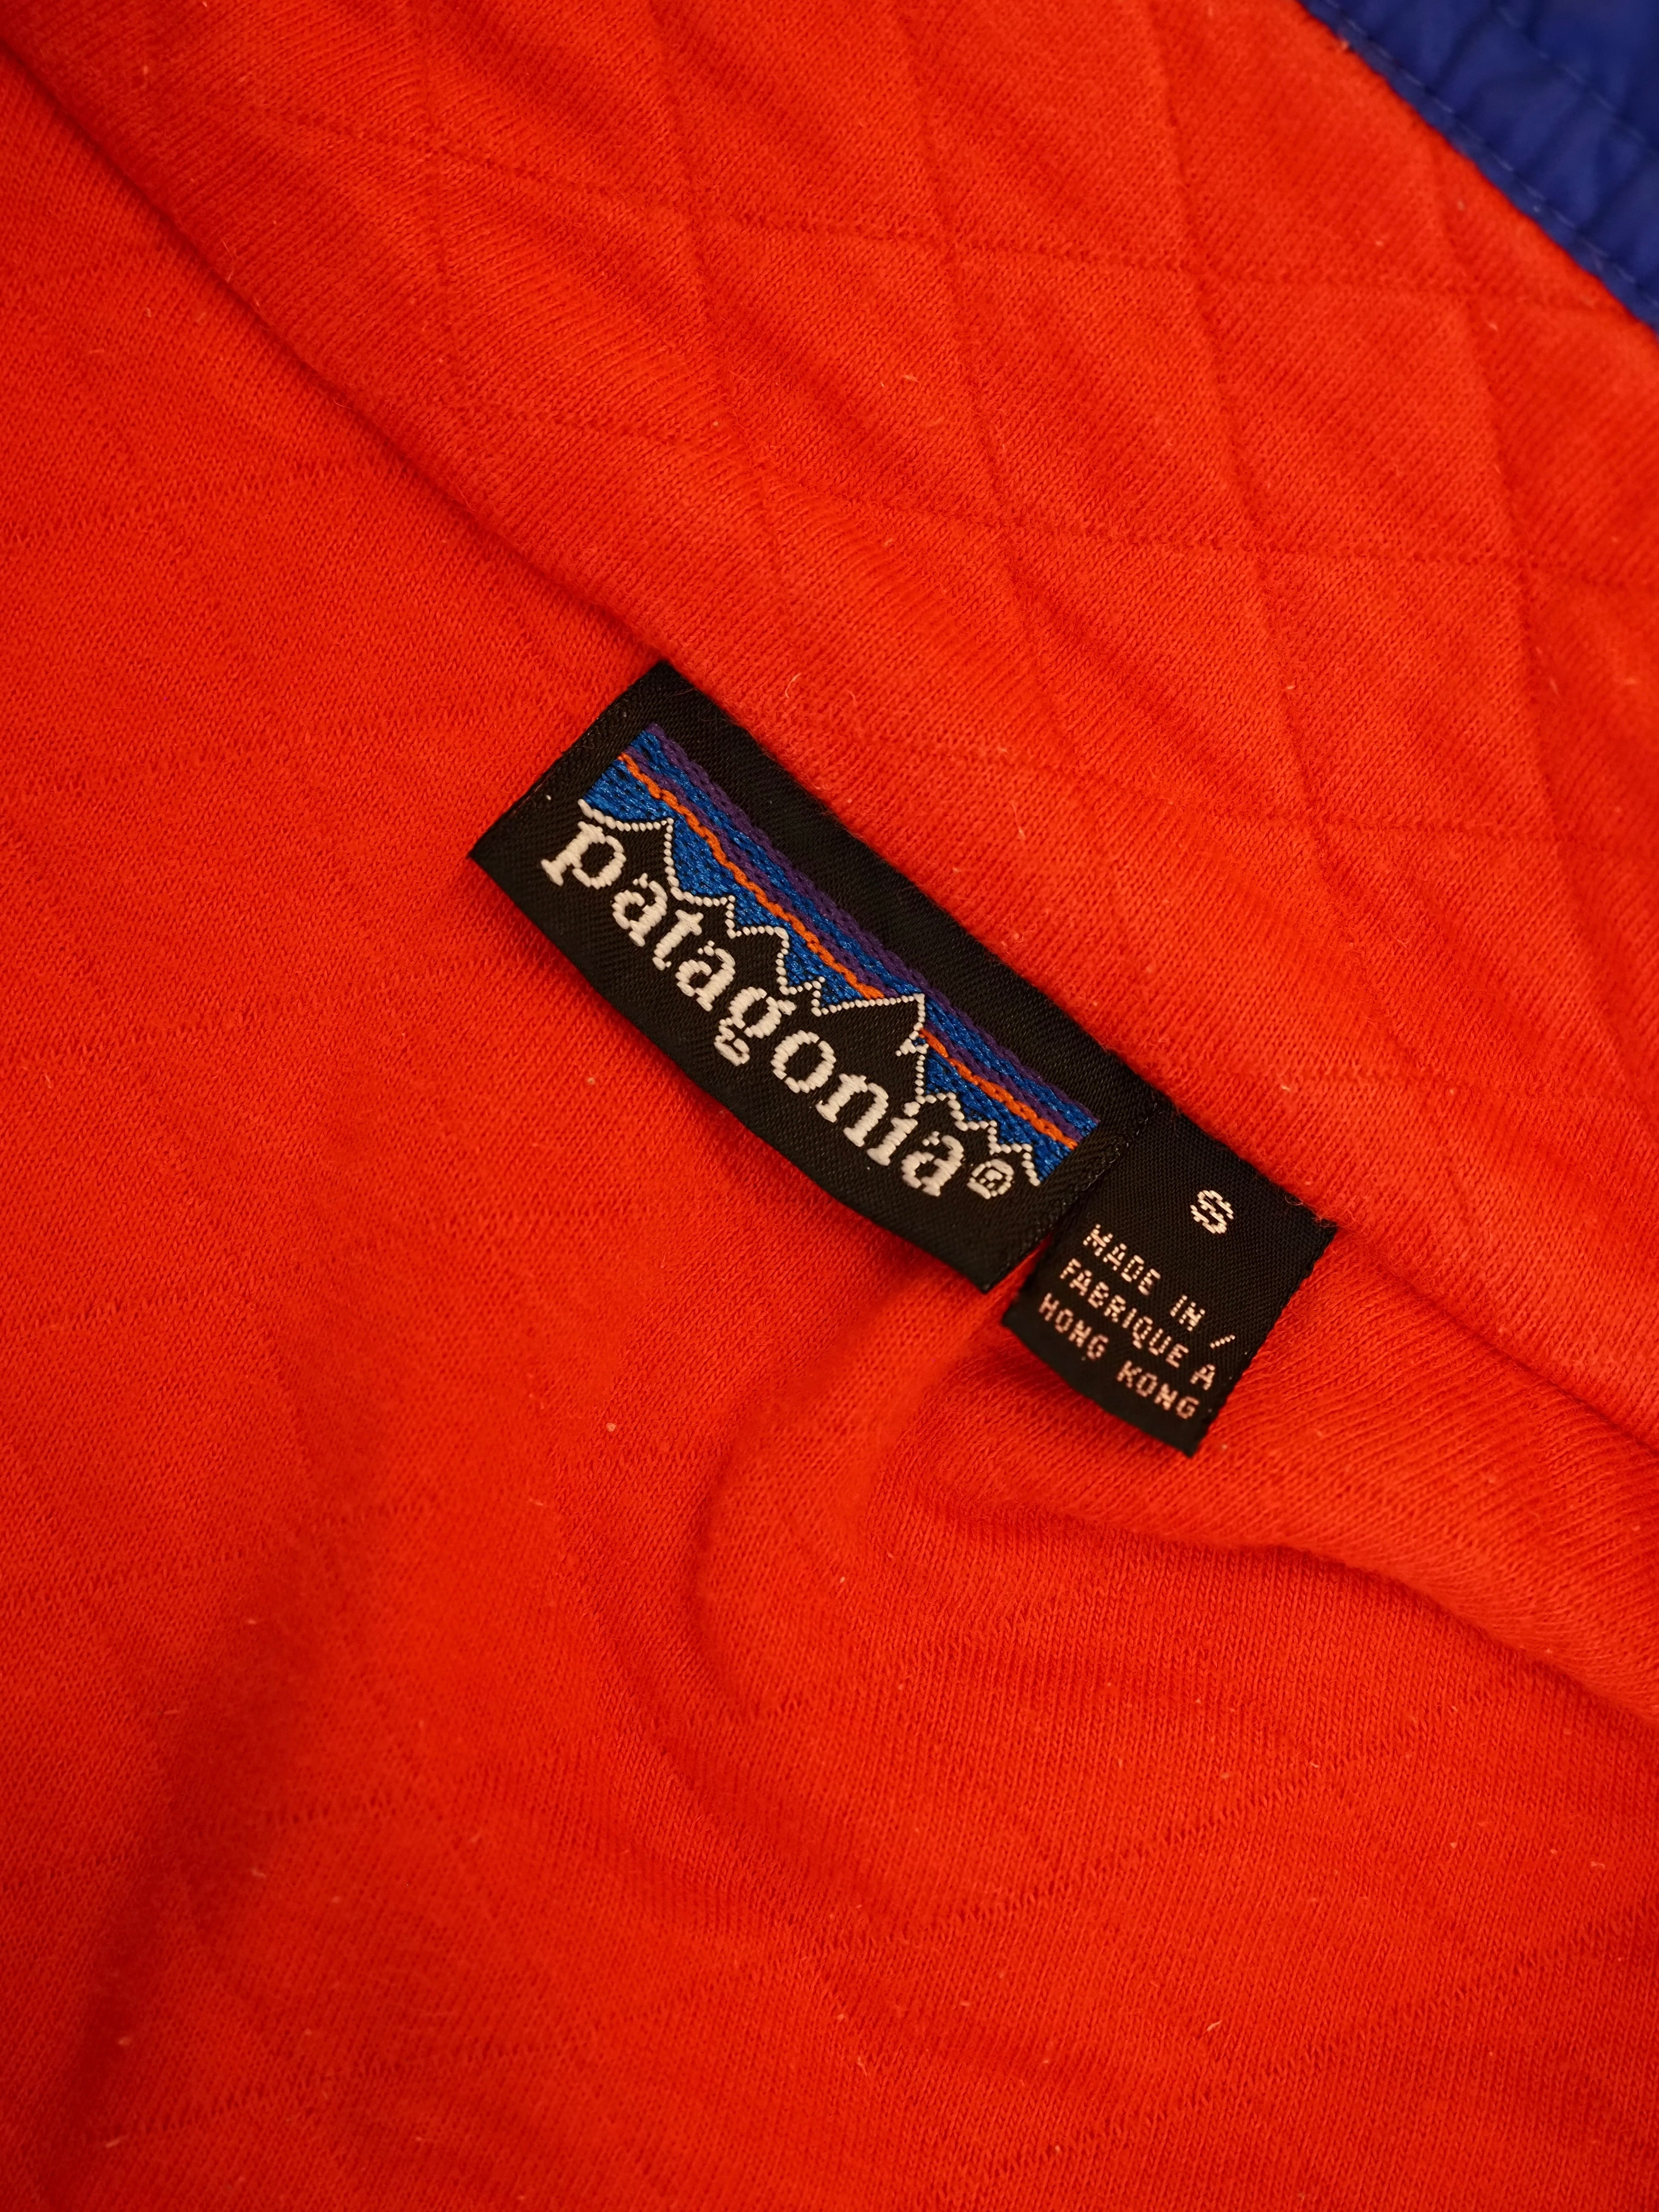 patagonia®
S
MADE IN /
FABRIQUE A
HONG KONG